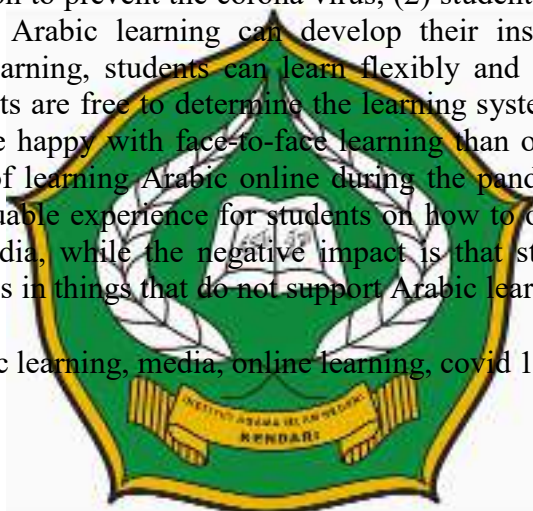 on to prevent the corona virus, (2) student
Arabic learning can develop their ins
arning, students can learn flexibly and
ts are free to determine the learning syste
e happy with face-to-face learning than o
of learning Arabic online during the pand
uable experience for students on how to o
dia, while the negative impact is that st
s in things that do not support Arabic lear
c learning, media, online learning, covid 1
INSTITUT AGAMA ISLAM NEGERI
KENDARI